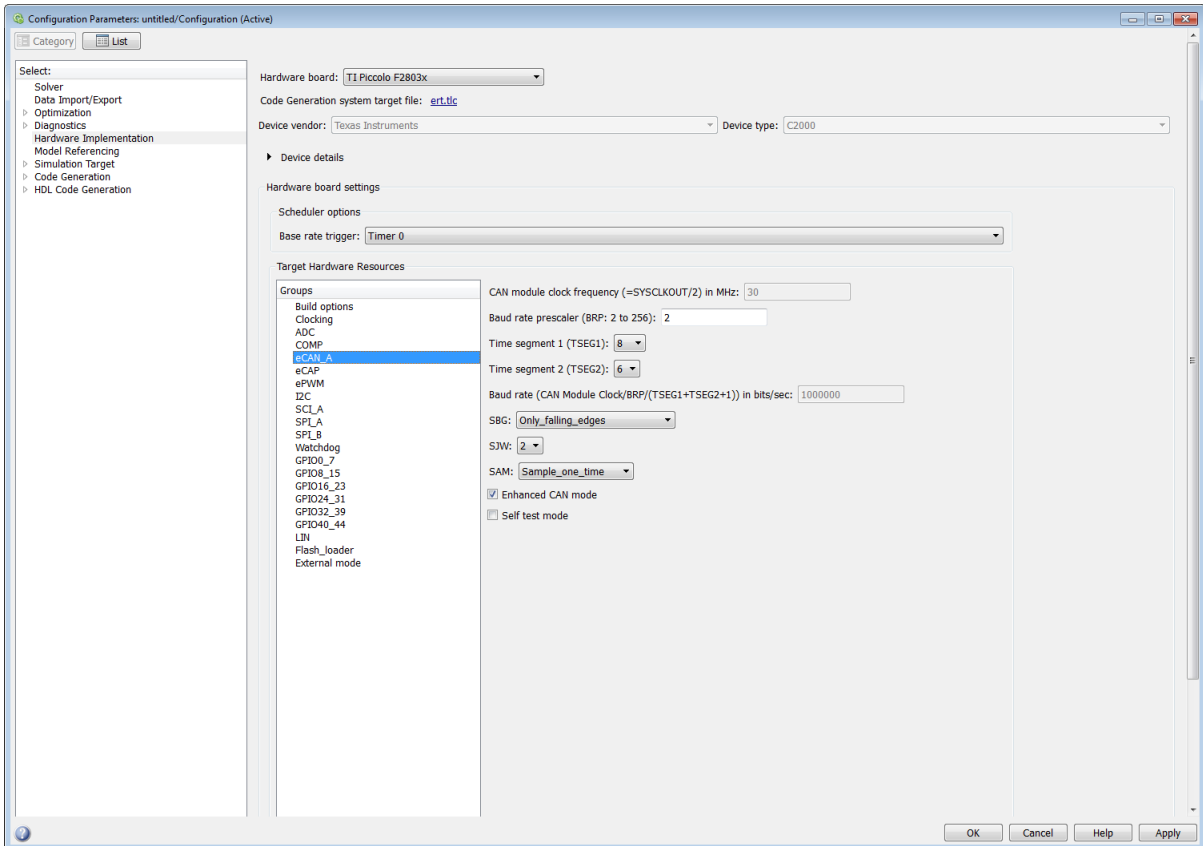 Configuration Parameters: untitled/Configuration (Active)
Category List
Select:
Solver
Data Import/Export
Optimization
Diagnostics
Hardware Implementation
Model Referencing
Simulation Target
Code Generation
HDL Code Generation
Hardware board: TI Piccolo F2803x
Code Generation system target file: ert.tlc
Device vendor: Texas Instruments Device type: C2000
Device details
Hardware board settings
Scheduler options
Base rate trigger: Timer 0
Target Hardware Resources
Groups
Build options
Clocking
ADC
COMP
eCAN_A
eCAP
ePWM
I2C
SCI_A
SPI_A
SPI_B
Watchdog
GPIO0_7
GPIO8_15
GPIO16_23
GPIO24_31
GPIO32_39
GPIO40_44
LIN
Flash_loader
External mode
CAN module clock frequency (=SYSCLKOUT/2) in MHz: 30
Baud rate prescaler (BRP: 2 to 256): 2
Time segment 1 (TSEG1): 8
Time segment 2 (TSEG2): 6
Baud rate (CAN Module Clock/BRP/(TSEG1+TSEG2+1)) in bits/sec: 1000000
SBG: Only_falling_edges
SJW: 2
SAM: Sample_one_time
Enhanced CAN mode
Self test mode
OK Cancel Help Apply